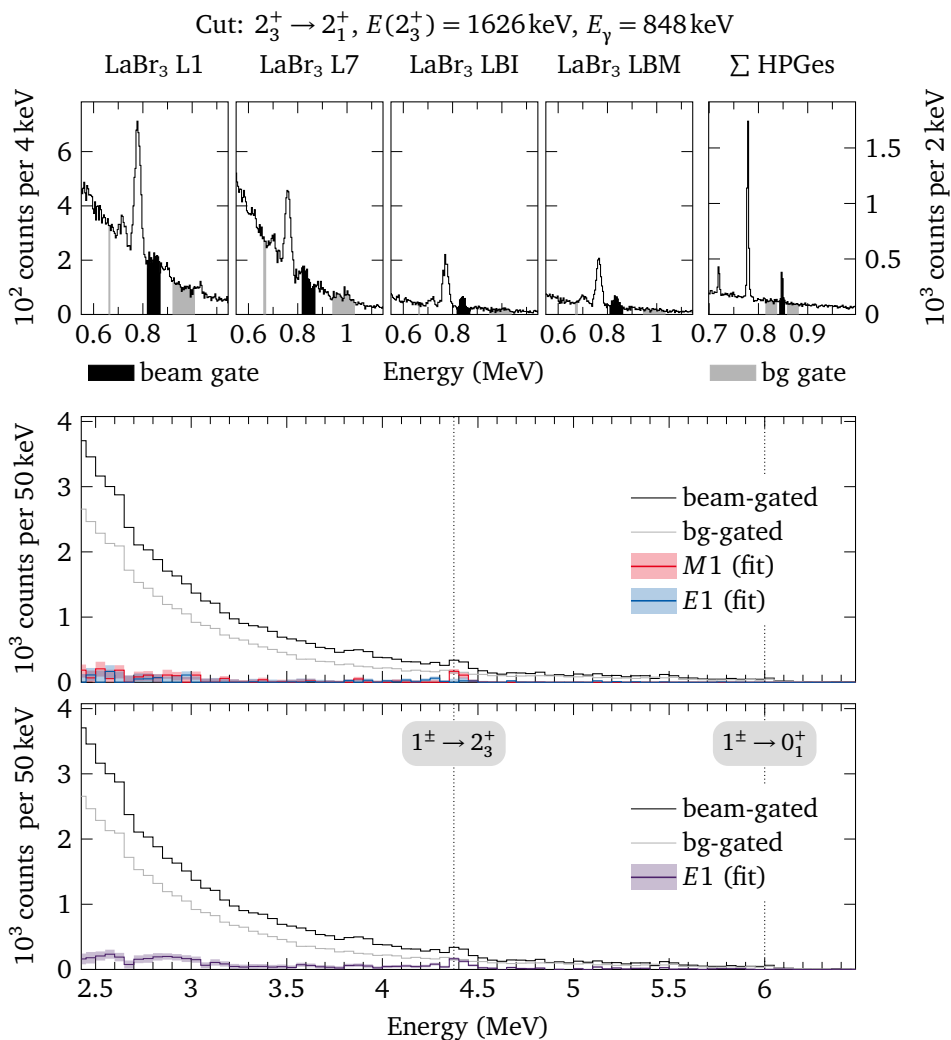 Cut: 2₃⁺ → 2₁⁺, E(2₃⁺) = 1626 keV, Eγ = 848 keV
LaBr₃ L1 LaBr₃ L7 LaBr₃ LBI LaBr₃ LBM ∑ HPGes
10² counts per 4 keV
6
4
2
0
1.5
1
0.5
0
10³ counts per 2 keV
0.6 0.8 1 0.6 0.8 1 0.6 0.8 1 0.6 0.8 1 0.7 0.8 0.9
beam gate Energy (MeV) bg gate
10³ counts per 50 keV
4
3
2
1
0
beam-gated
bg-gated
M1 (fit)
E1 (fit)
10³ counts per 50 keV
4
3
2
1
0
1± → 2₃⁺ 1± → 0₁⁺
beam-gated
bg-gated
E1 (fit)
2.5 3 3.5 4 4.5 5 5.5 6
Energy (MeV)